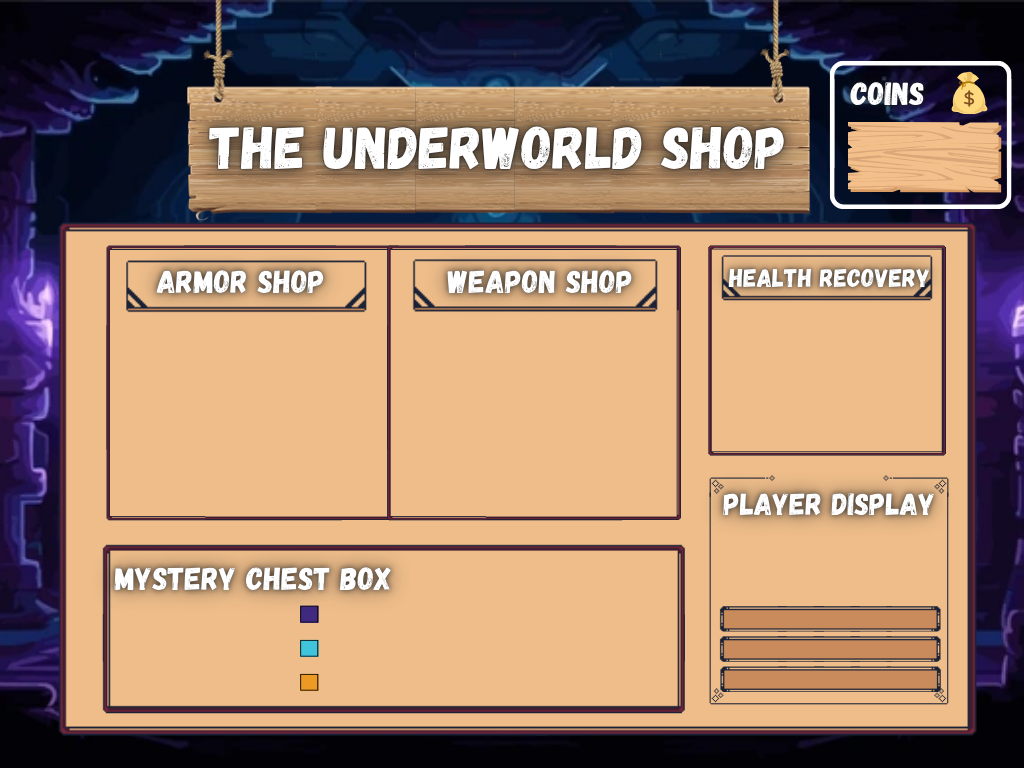 COINS
$
THE UNDERWORLD SHOP
ARMOR SHOP
WEAPON SHOP
HEALTH RECOVERY
PLAYER DISPLAY
MYSTERY CHEST BOX